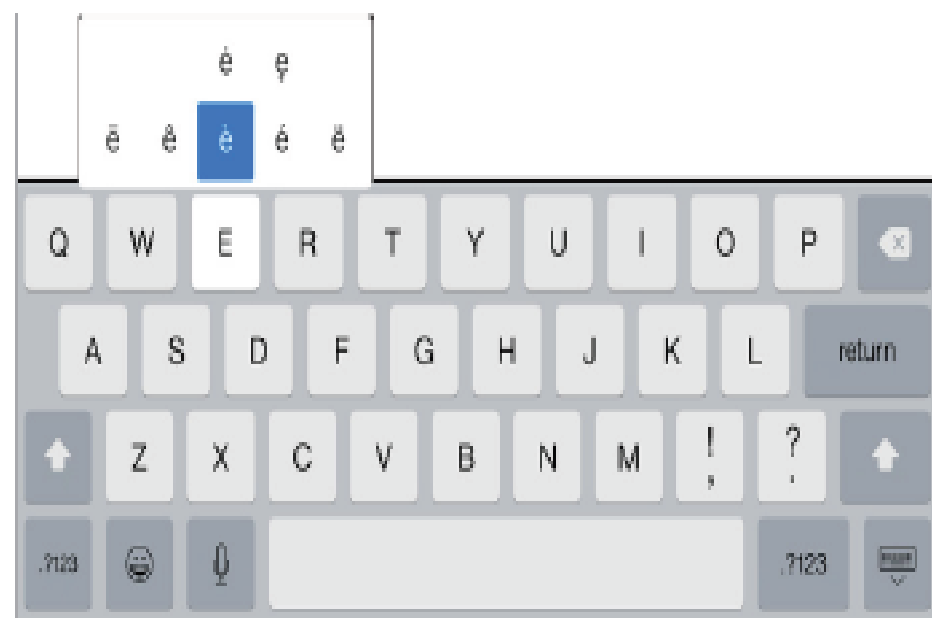 ė ę
ē ê è é ë
Q W E R T Y U I O P
A S D F G H J K L return
Z X C V B N M ! , ? .
.?123 .?123